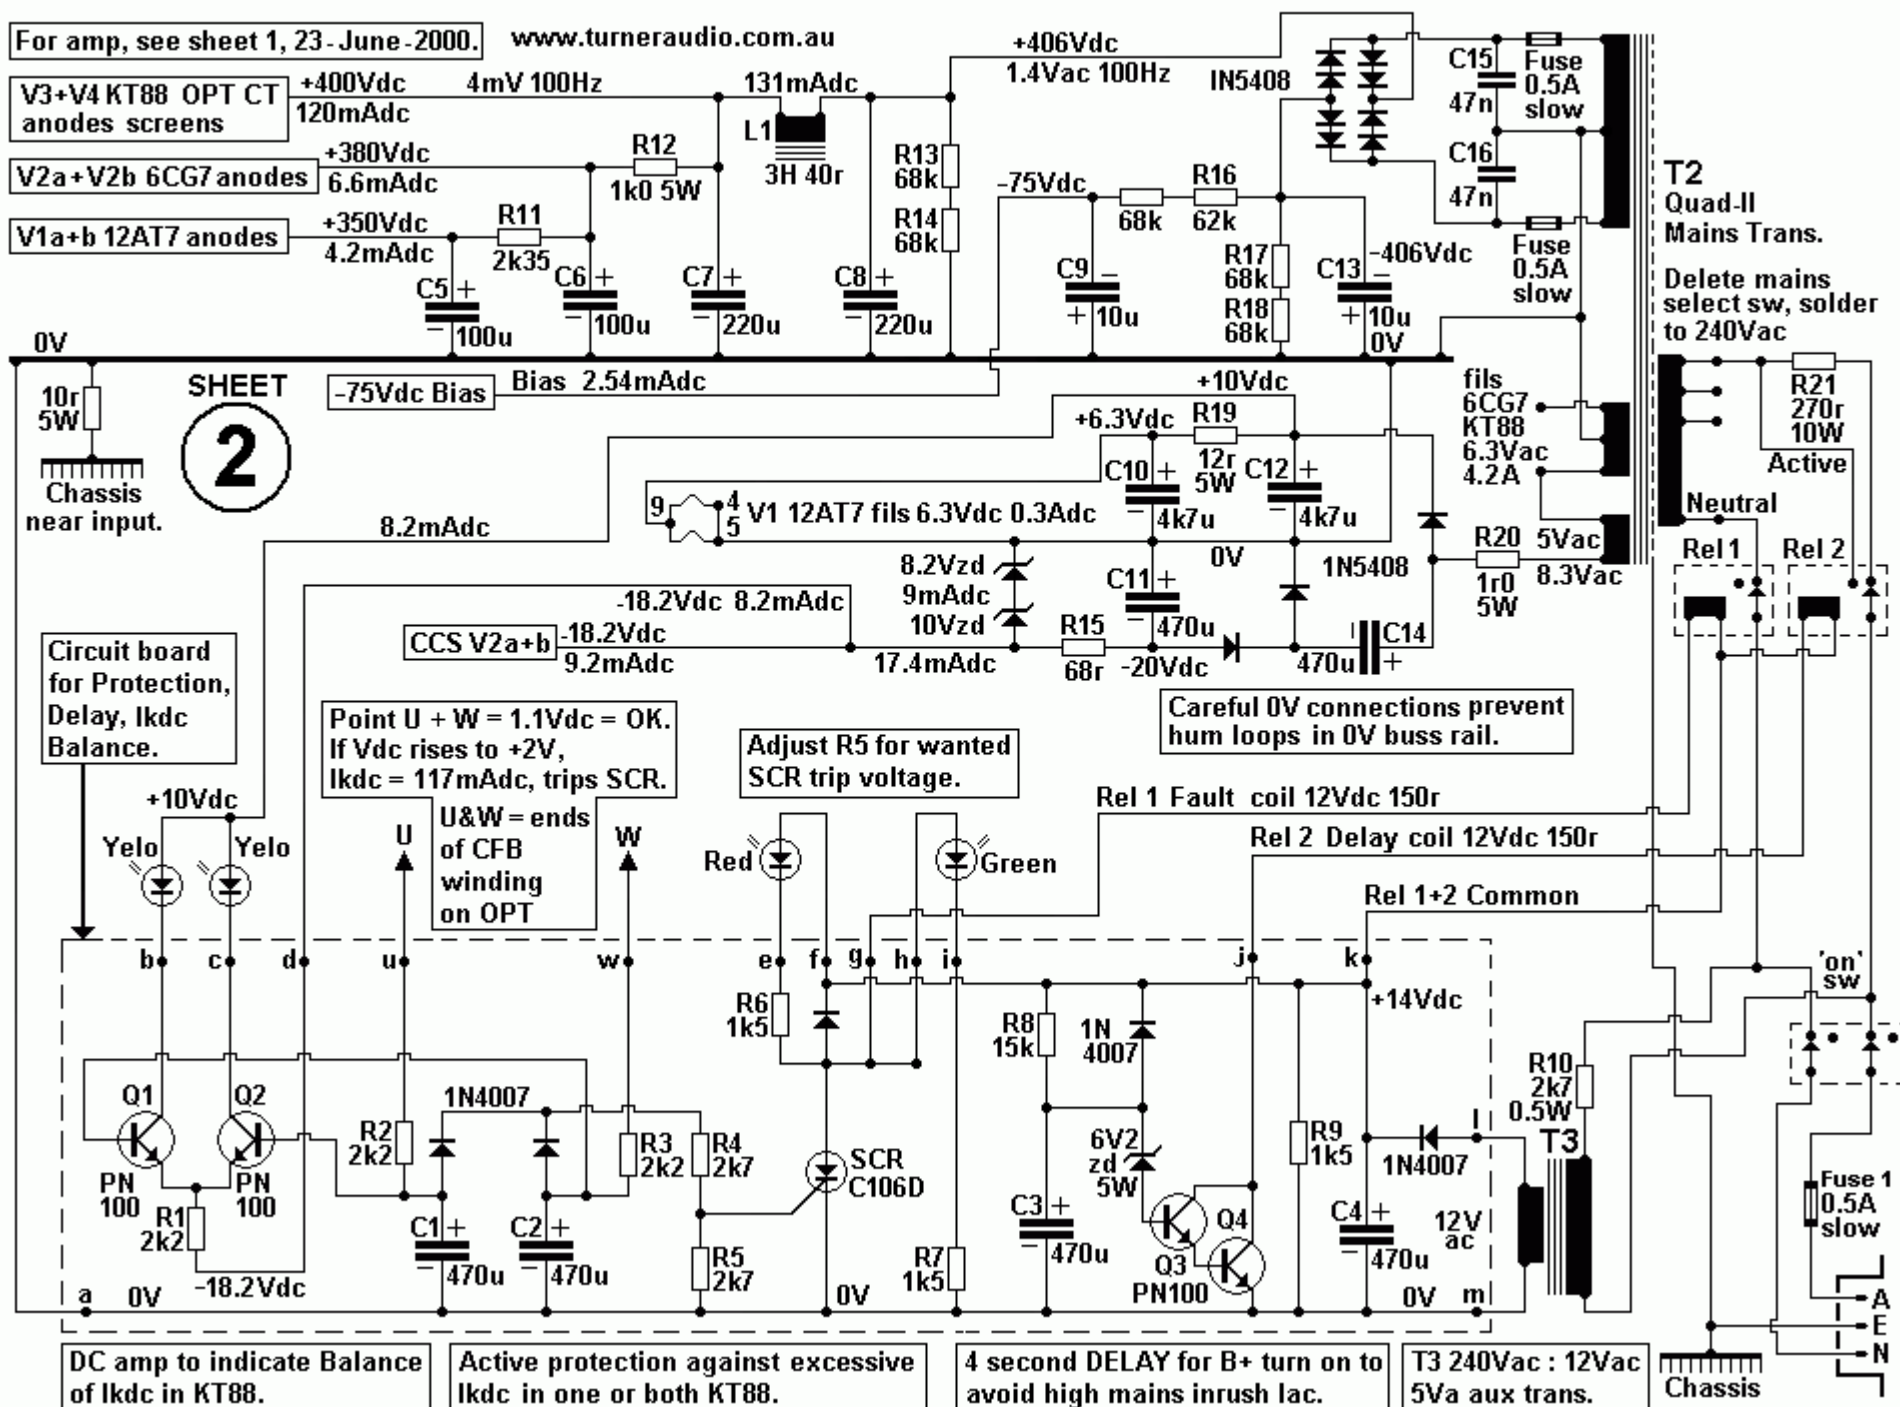 For amp, see sheet 1, 23-June-2000.
www.turneraudio.com.au
+406Vdc
1.4Vac 100Hz
IN5408
C15
47n
Fuse
0.5A
slow
V3+V4 KT88 OPT CT
anodes screens
+400Vdc
120mAdc
4mV 100Hz
131mAdc
L1
3H 40r
R13
68k
R14
68k
C16
47n
Fuse
0.5A
slow
T2
Quad-II
Mains Trans.
Delete mains
select sw, solder
to 240Vac
V2a+V2b 6CG7 anodes
+380Vdc
6.6mAdc
R12
1k0 5W
V1a+b 12AT7 anodes
+350Vdc
4.2mAdc
R11
2k35
-75Vdc
68k
R16
62k
R17
68k
R18
68k
C13
-406Vdc
10u
0V
C5
100u
C6
100u
C7
220u
C8
220u
C9
10u
0V
10r
5W
Chassis
near input.
SHEET
2
-75Vdc Bias
Bias 2.54mAdc
+10Vdc
+6.3Vdc
R19
12r
5W
C10
4k7u
C12
4k7u
fils
6CG7
KT88
6.3Vac
4.2A
R21
270r
10W
Active
Neutral
9
4
5
V1 12AT7 fils 6.3Vdc 0.3Adc
8.2mAdc
0V
1N5408
R20
1r0
5W
5Vac
8.3Vac
Rel 1
Rel 2
8.2Vzd
9mAdc
10Vzd
C11
470u
-18.2Vdc 8.2mAdc
CCS V2a+b
-18.2Vdc
9.2mAdc
17.4mAdc
R15
68r
-20Vdc
470u
C14
Circuit board
for Protection,
Delay, Ikdc
Balance.
Point U + W = 1.1Vdc = OK.
If Vdc rises to +2V,
Ikdc = 117mAdc, trips SCR.
U&W = ends
of CFB
winding
on OPT
Adjust R5 for wanted
SCR trip voltage.
Careful 0V connections prevent
hum loops in 0V buss rail.
Rel 1 Fault coil 12Vdc 150r
Rel 2 Delay coil 12Vdc 150r
Rel 1+2 Common
+10Vdc
Yelo
Yelo
U
W
Red
Green
b
c
d
u
w
e
f
g
h
i
j
k
'on'
sw
+14Vdc
R6
1k5
R8
15k
1N
4007
Q1
Q2
PN
100
PN
100
R1
2k2
-18.2Vdc
R2
2k2
1N4007
R3
2k2
R4
2k7
SCR
C106D
C1
470u
C2
470u
R5
2k7
R7
1k5
C3
470u
6V2
zd
5W
Q3
Q4
PN100
R9
1k5
1N4007
l
C4
470u
12V
ac
R10
2k7
0.5W
T3
Fuse 1
0.5A
slow
a
0V
0V
0V
m
A
E
N
Chassis
DC amp to indicate Balance
of Ikdc in KT88.
Active protection against excessive
Ikdc in one or both KT88.
4 second DELAY for B+ turn on to
avoid high mains inrush Iac.
T3 240Vac : 12Vac
5Va aux trans.